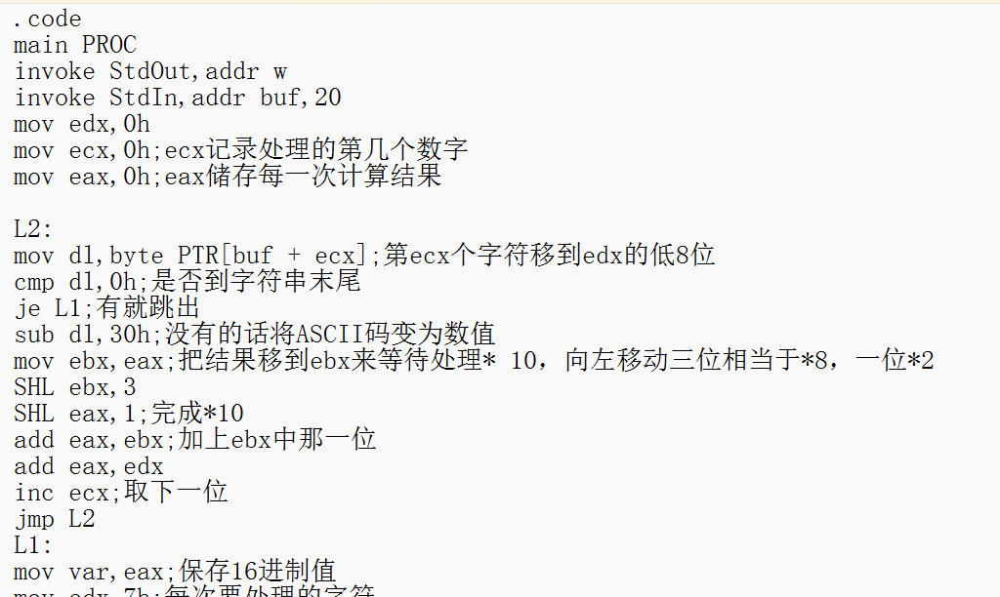 .code
main PROC
invoke StdOut,addr w
invoke StdIn,addr buf,20
mov edx,0h
mov ecx,0h;ecx记录处理的第几个数字
mov eax,0h;eax储存每一次计算结果
L2:
mov dl,byte PTR[buf + ecx];第ecx个字符移到edx的低8位
cmp dl,0h;是否到字符串末尾
je L1;有就跳出
sub dl,30h;没有的话将ASCII码变为数值
mov ebx,eax;把结果移到ebx来等待处理* 10，向左移动三位相当于*8，一位*2
SHL ebx,3
SHL eax,1;完成*10
add eax,ebx;加上ebx中那一位
add eax,edx
inc ecx;取下一位
jmp L2
L1:
mov var,eax;保存16进制值
mov edx,7h;每次要处理的字符